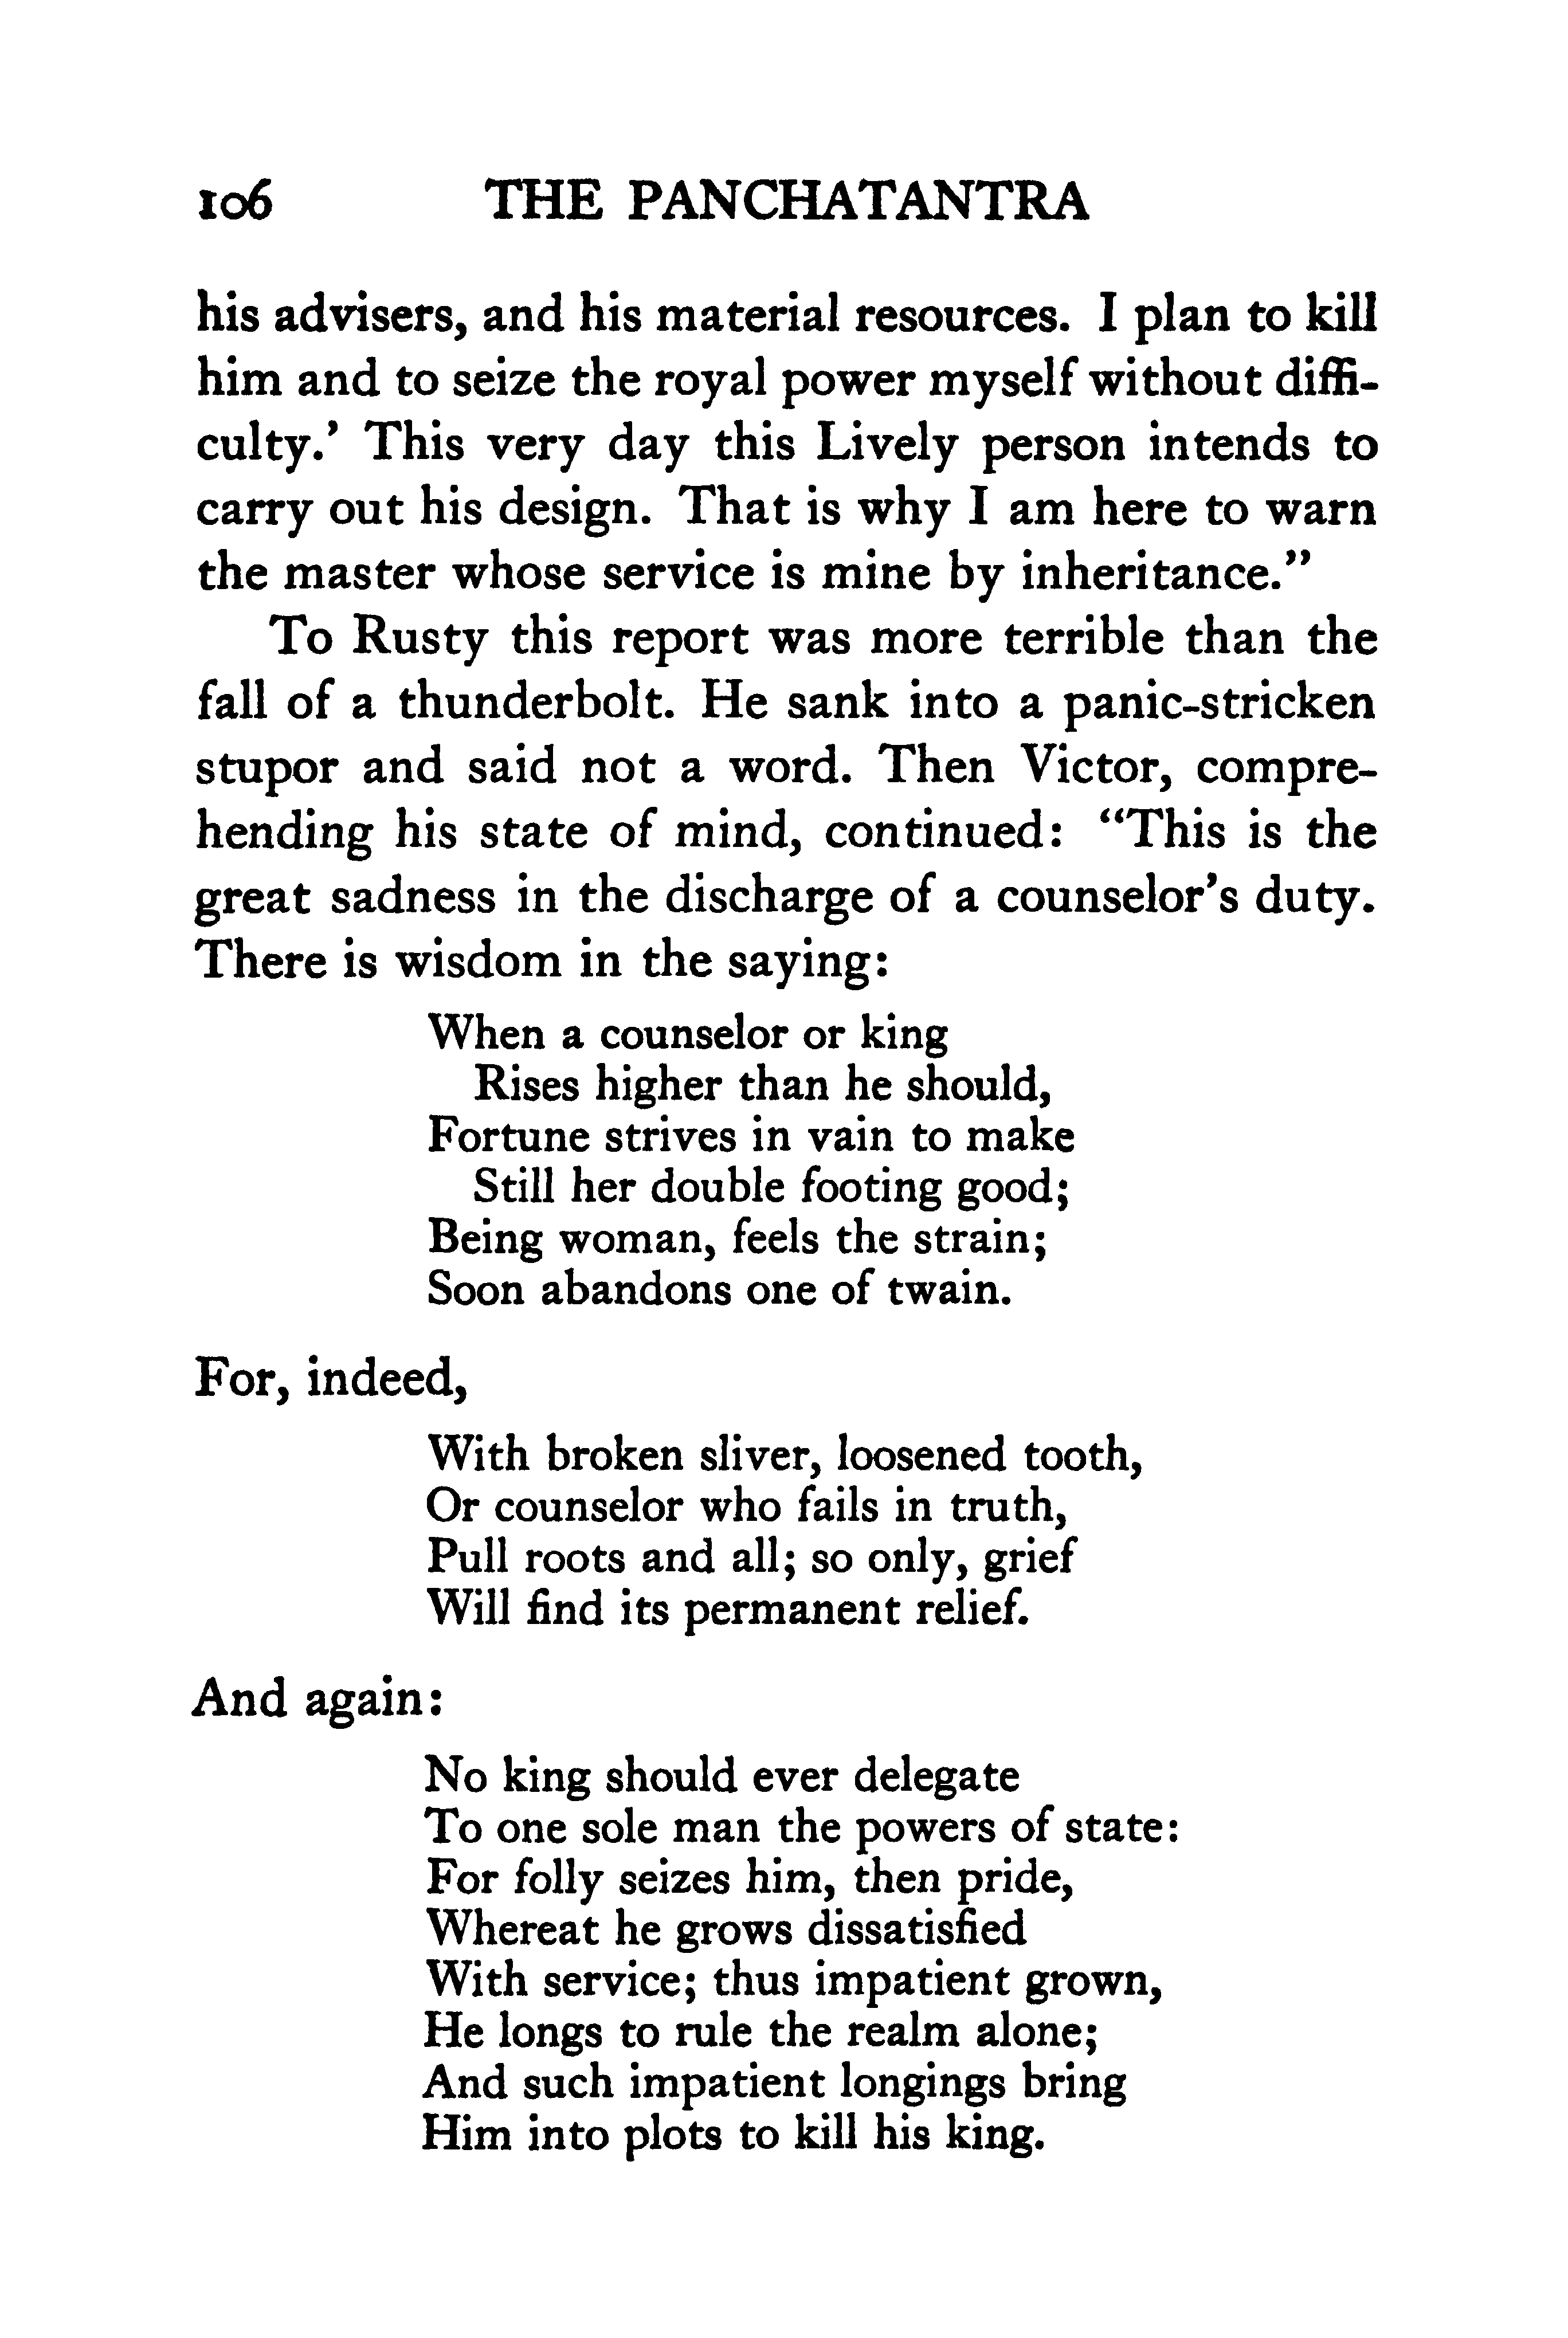 106 THE PANCHATANTRA
his advisers, and his material resources. I plan to kill
him and to seize the royal power myself without diffi-
culty.’ This very day this Lively person intends to
carry out his design. That is why I am here to warn
the master whose service is mine by inheritance.”
To Rusty this report was more terrible than the
fall of a thunderbolt. He sank into a panic-stricken
stupor and said not a word. Then Victor, compre-
hending his state of mind, continued: “This is the
great sadness in the discharge of a counselor’s duty.
There is wisdom in the saying:
When a counselor or king
Rises higher than he should,
Fortune strives in vain to make
Still her double footing good;
Being woman, feels the strain;
Soon abandons one of twain.
For, indeed,
With broken sliver, loosened tooth,
Or counselor who fails in truth,
Pull roots and all; so only, grief
Will find its permanent relief.
And again:
No king should ever delegate
To one sole man the powers of state:
For folly seizes him, then pride,
Whereat he grows dissatisfied
With service; thus impatient grown,
He longs to rule the realm alone;
And such impatient longings bring
Him into plots to kill his king.